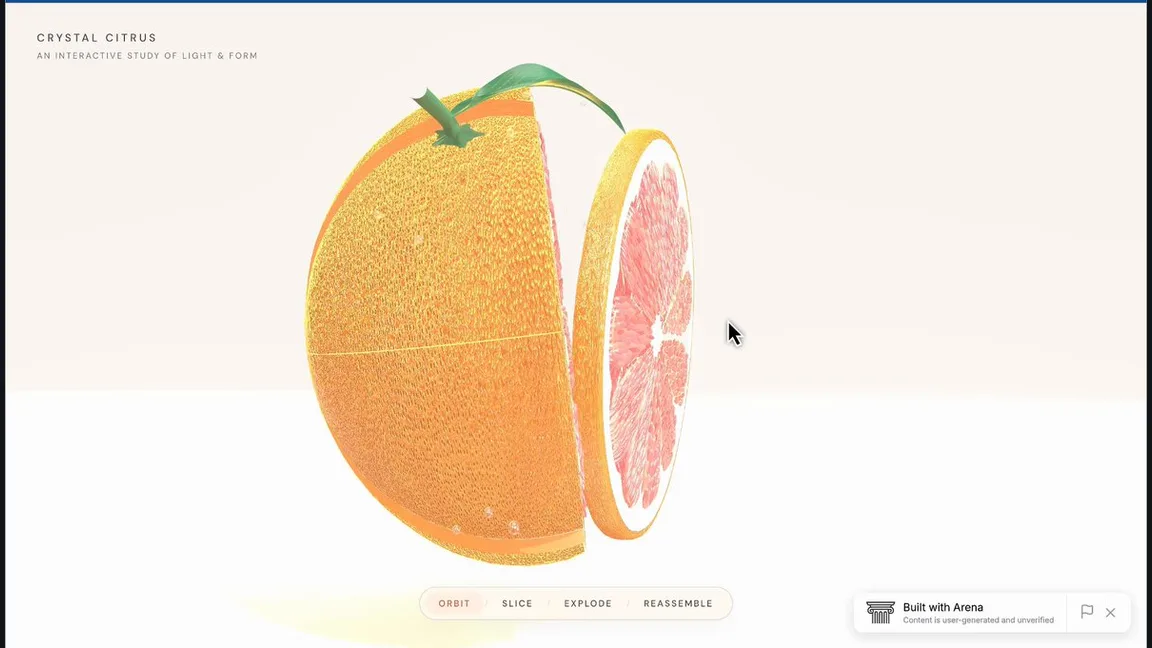 CRYSTAL CITRUS
AN INTERACTIVE STUDY OF LIGHT & FORM
ORBIT / SLICE / EXPLODE / REASSEMBLE
Built with Arena
Content is user-generated and unverified